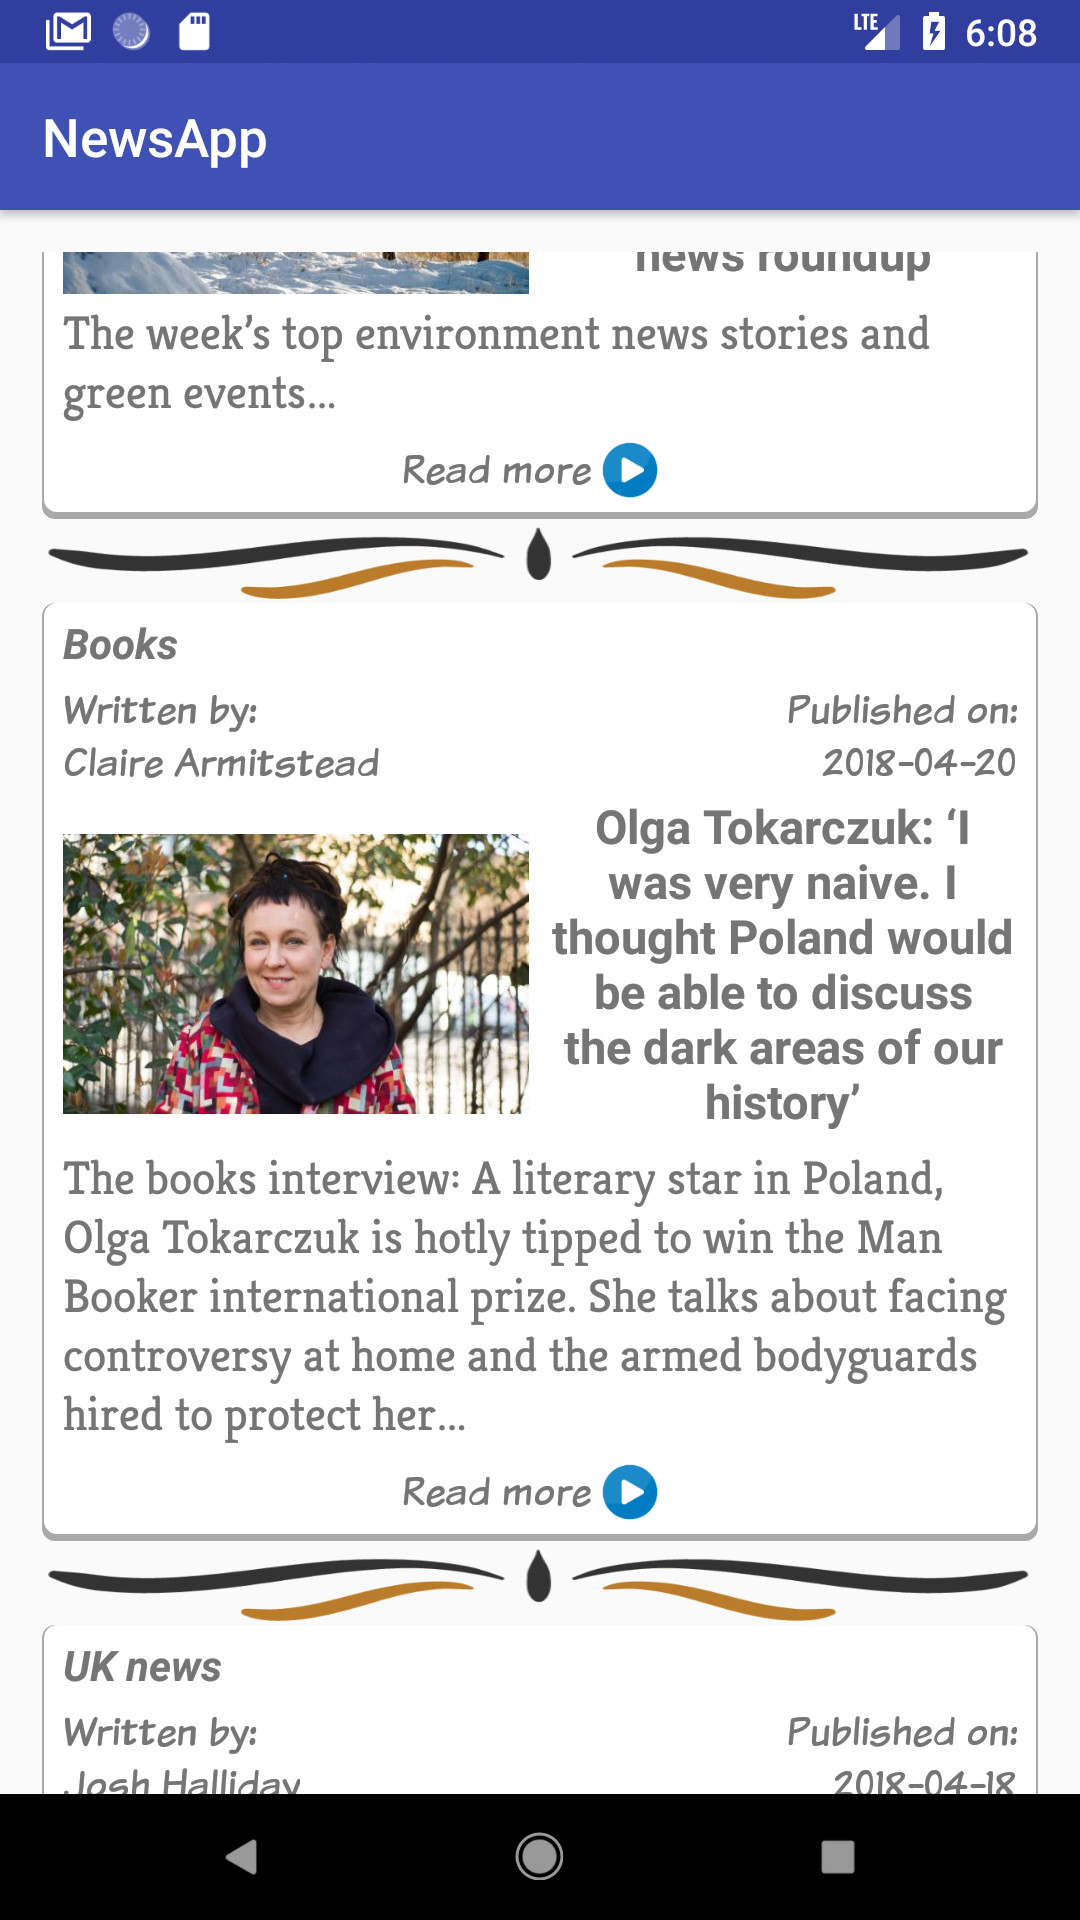 LTE 6:08
NewsApp
news roundup
The week’s top environment news stories and
green events...
Read more
Books
Written by:
Published on:
Claire Armitstead
2018-04-20
Olga Tokarczuk: ‘I
was very naive. I
thought Poland would
be able to discuss
the dark areas of our
history’
The books interview: A literary star in Poland,
Olga Tokarczuk is hotly tipped to win the Man
Booker international prize. She talks about facing
controversy at home and the armed bodyguards
hired to protect her...
Read more
UK news
Written by:
Published on:
Josh Halliday
2018-04-18